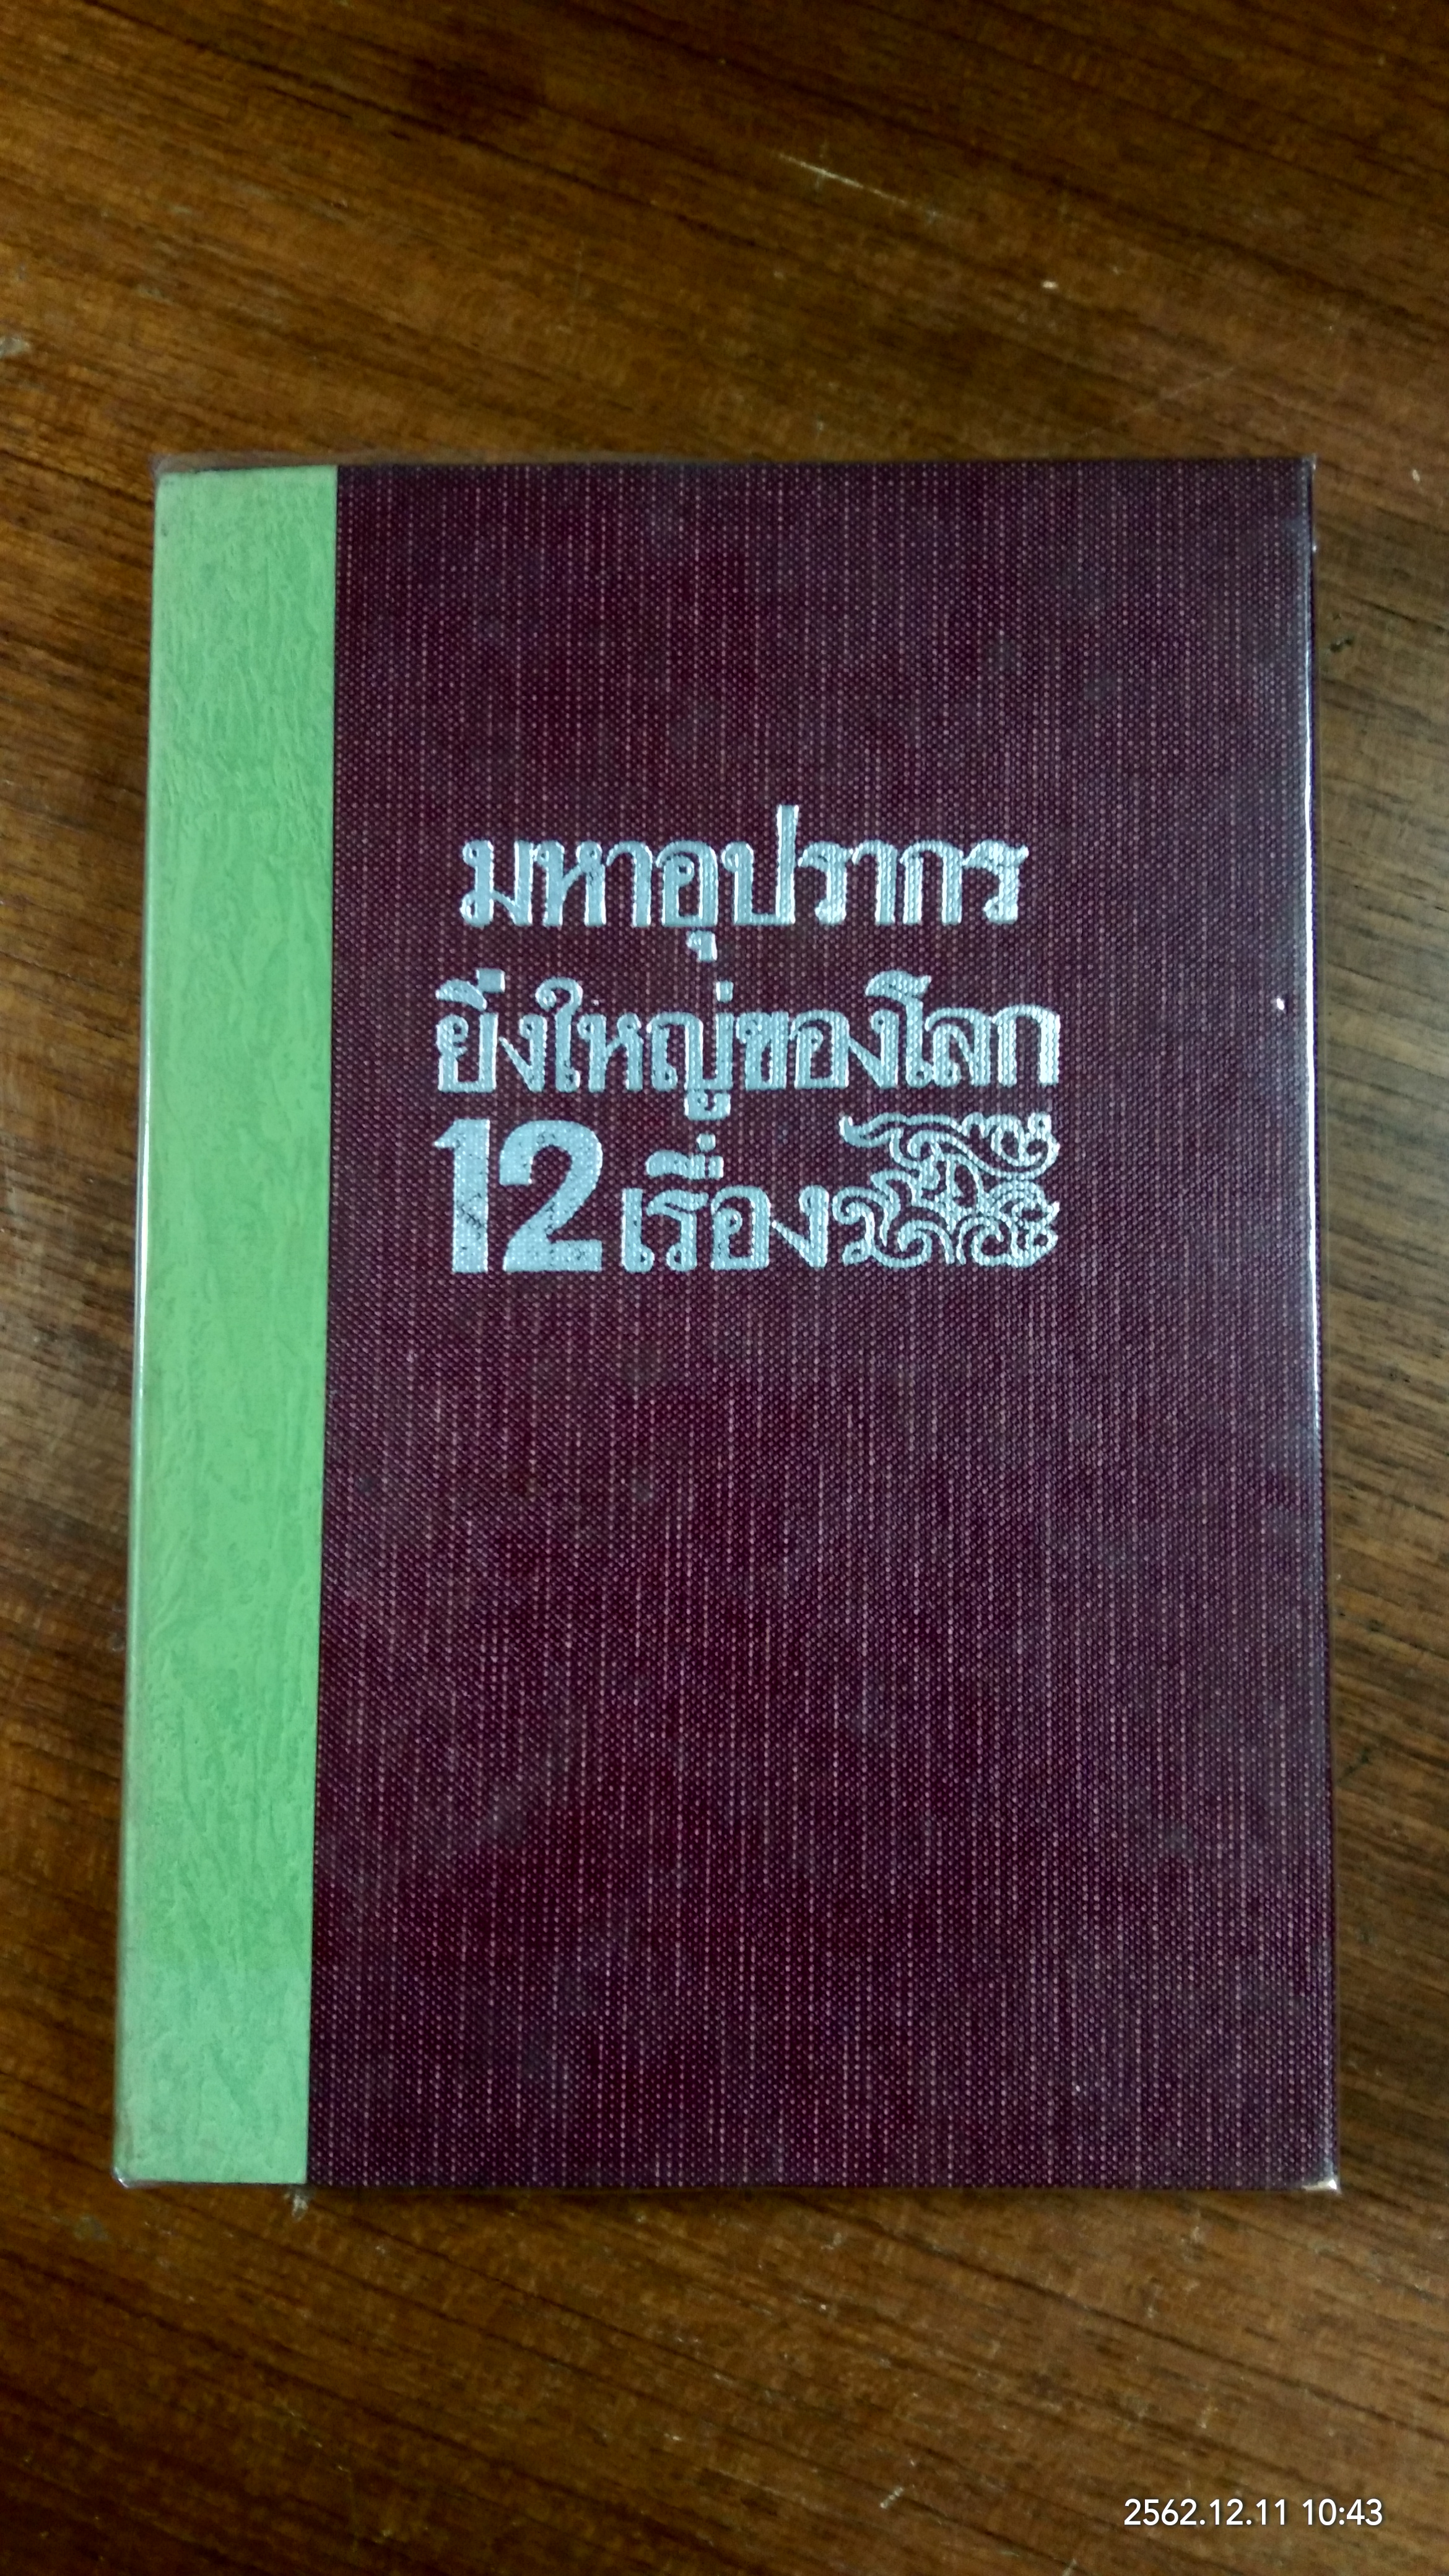 มหาอุปรากร
ยิ่งใหญ่ของโลก
12 เรื่อง
2562.12.11 10:43